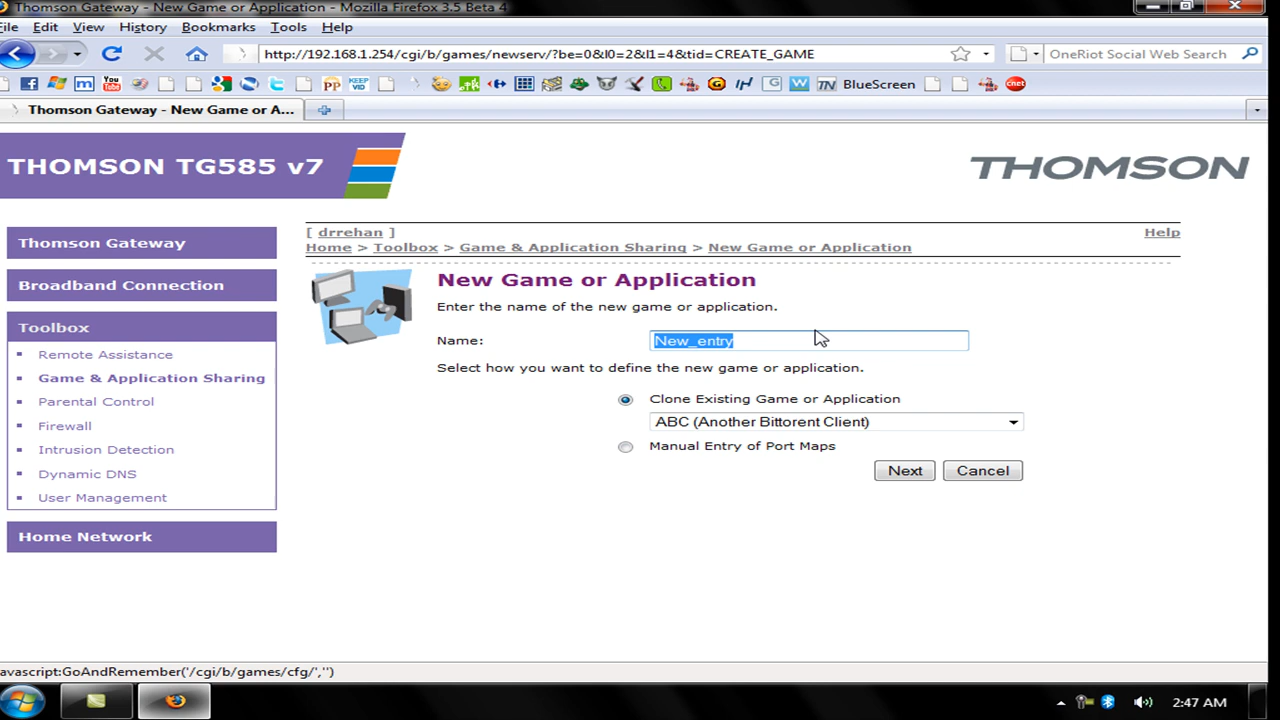 Thomson Gateway - New Game or Application - Mozilla Firefox 3.5 Beta 4
File Edit View History Bookmarks Tools Help
http://192.168.1.254/cgi/b/games/newserv/?be=0&l0=2&l1=4&tid=CREATE_GAME
OneRiot Social Web Search
BlueScreen
Thomson Gateway - New Game or A...
THOMSON TG585 v7
THOMSON
[ drrehan ]
Home > Toolbox > Game & Application Sharing > New Game or Application
Help
Thomson Gateway
Broadband Connection
Toolbox
Remote Assistance
Game & Application Sharing
Parental Control
Firewall
Intrusion Detection
Dynamic DNS
User Management
Home Network
New Game or Application
Enter the name of the new game or application.
Name: New_entry
Select how you want to define the new game or application.
Clone Existing Game or Application
ABC (Another Bittorent Client)
Manual Entry of Port Maps
Next Cancel
avascript:GoAndRemember('/cgi/b/games/cfg/','')
2:47 AM